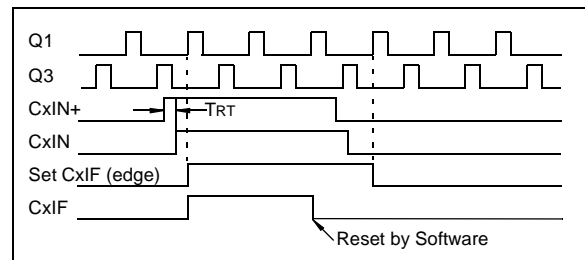 Q1
Q3
CxIN+
TRT
CxIN
Set CxIF (edge)
CxIF
Reset by Software